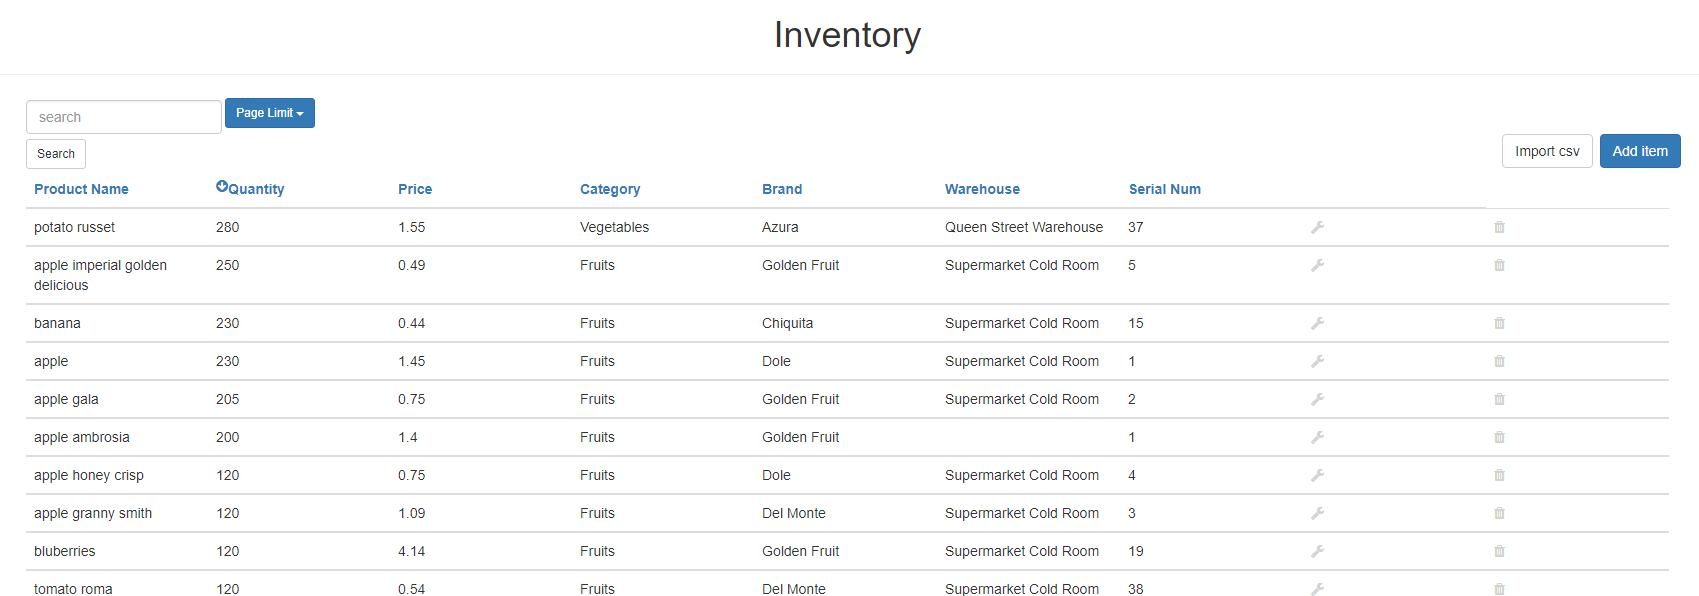 Inventory
search
Page Limit
Search
Import csv
Add item
Product Name Quantity Price Category Brand Warehouse Serial Num
potato russet 280 1.55 Vegetables Azura Queen Street Warehouse 37
apple imperial golden delicious 250 0.49 Fruits Golden Fruit Supermarket Cold Room 5
banana 230 0.44 Fruits Chiquita Supermarket Cold Room 15
apple 230 1.45 Fruits Dole Supermarket Cold Room 1
apple gala 205 0.75 Fruits Golden Fruit Supermarket Cold Room 2
apple ambrosia 200 1.4 Fruits Golden Fruit 1
apple honey crisp 120 0.75 Fruits Dole Supermarket Cold Room 4
apple granny smith 120 1.09 Fruits Del Monte Supermarket Cold Room 3
bluberries 120 4.14 Fruits Golden Fruit Supermarket Cold Room 19
tomato roma 120 0.54 Fruits Del Monte Supermarket Cold Room 38